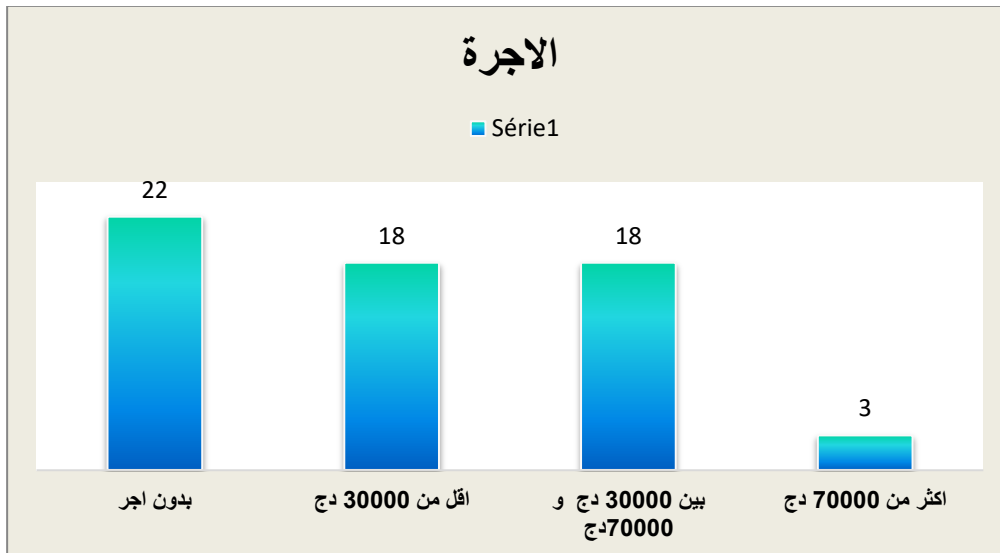 الاجرة
Série1
22
18
18
3
بدون اجر
اقل من 30000 دج
بين 30000 دج و
70000دج
اكثر من 70000 دج